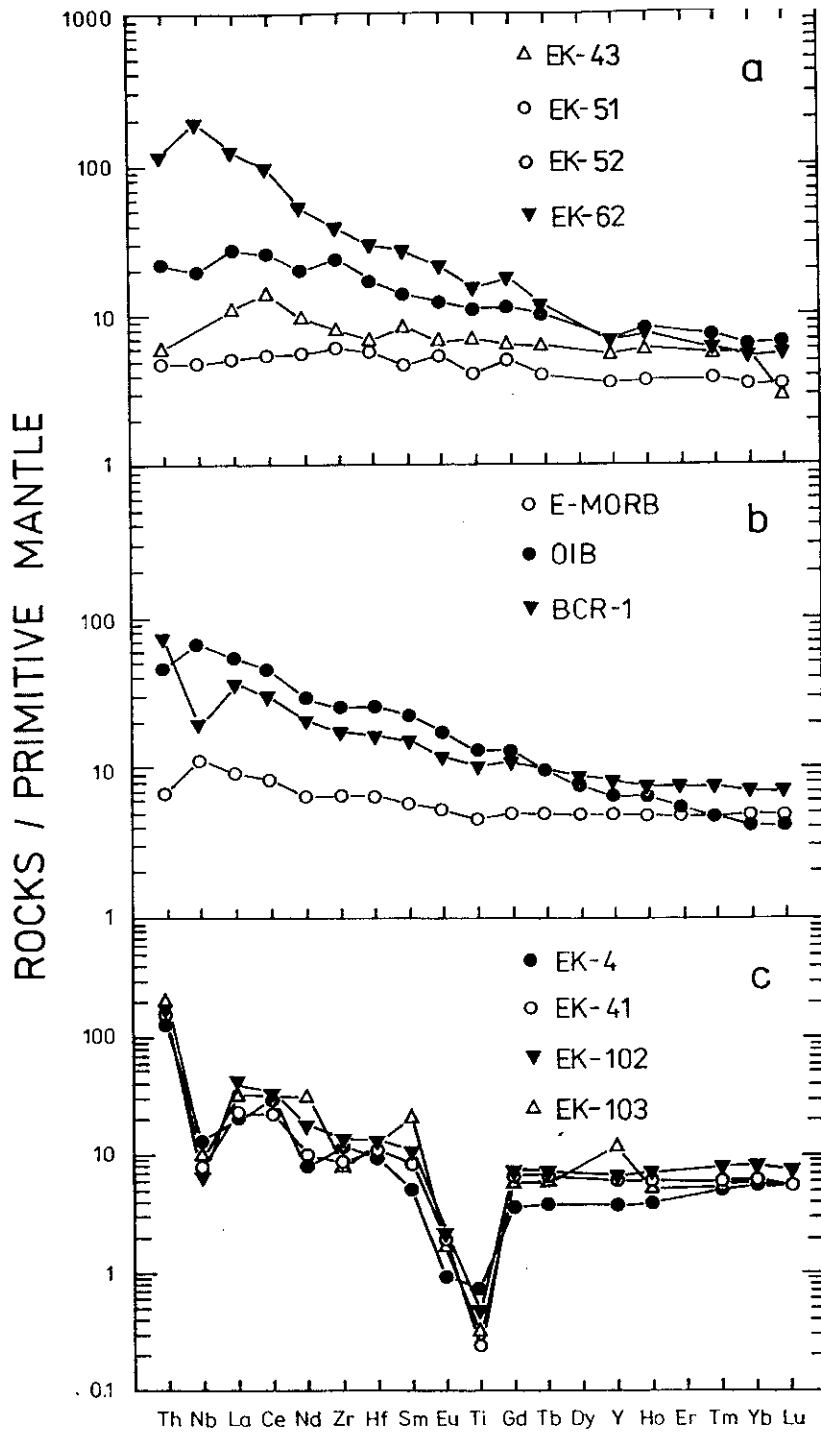 1000
100
10
1
a
EK-43
EK-51
EK-52
EK-62
ROCKS / PRIMITIVE MANTLE
100
10
1
b
E-MORB
OIB
BCR-1
100
10
1
0.1
c
EK-4
EK-41
EK-102
EK-103
Th Nb La Ce Nd Zr Hf Sm Eu Ti Gd Tb Dy Y Ho Er Tm Yb Lu